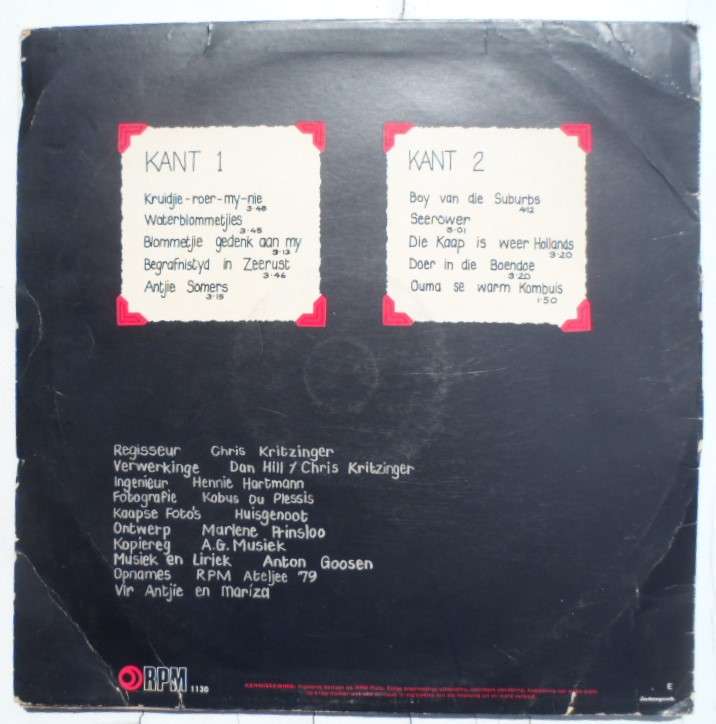 KANT 1
Kruidjie-roer-my-nie
3·48
Waterblommetjies
3·45
Blommetjie gedenk aan my
3·13
Begrafnistyd in Zeerust
3·46
Antjie Somers
3·15
KANT 2
Boy van die Suburbs
4·12
Seerower
3·01
Die Kaap is weer Hollands
3·20
Doer in die Boendoe
3·20
Ouma se warm Kombuis
1·50
Regisseur Chris Kritzinger
Verwerkinge Dan Hill / Chris Kritzinger
Ingenieur Hennie Hartmann
Fotografie Kobus Du Plessis
Kaapse Foto's Huisgenoot
Ontwerp Marlene Prinsloo
Kopiereg A.G. Musiek
Musiek en Liriek Anton Goosen
Opnames RPM Ateljee '79
Vir Antjie en Mariza
RPM 1130
E